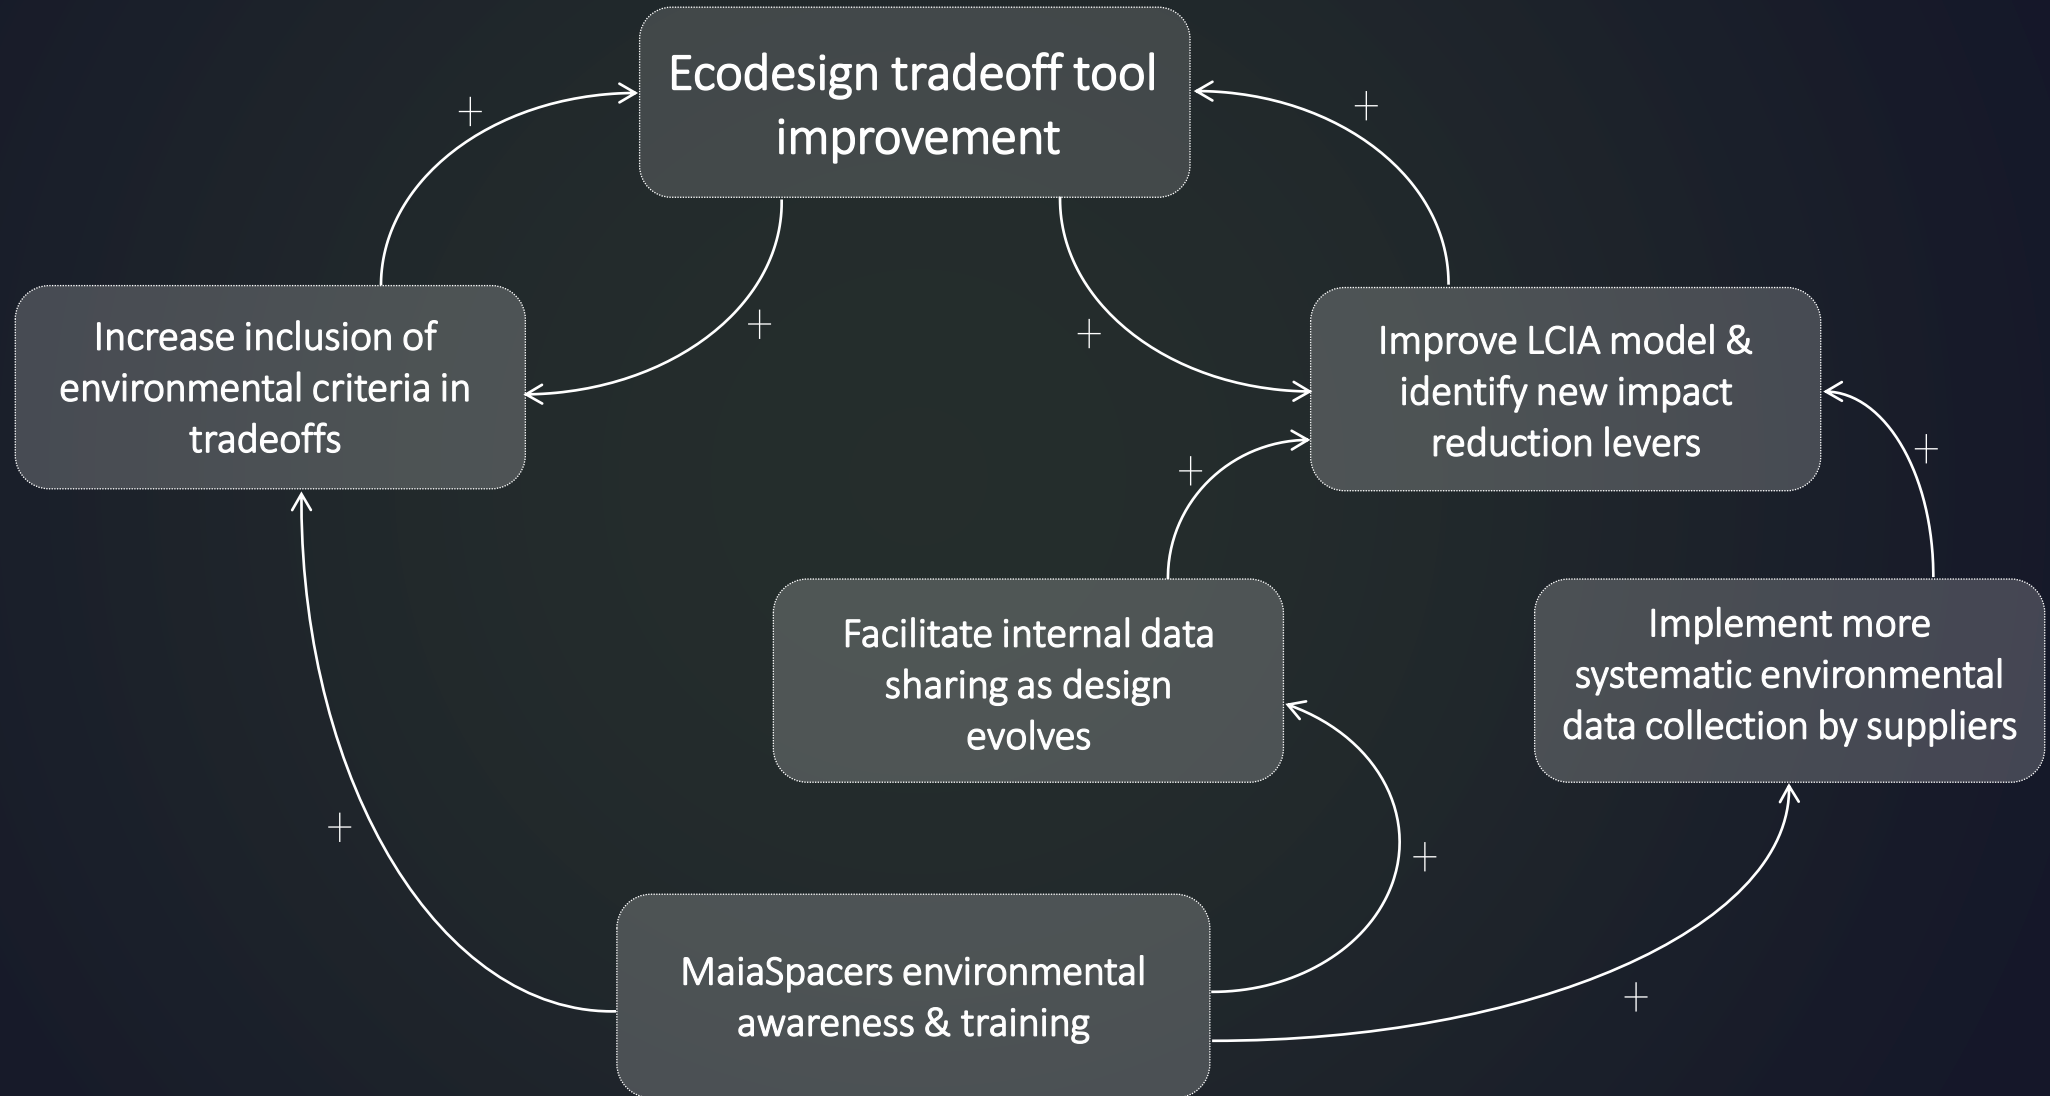 Ecodesign tradeoff tool
improvement
+
+
+
+
Increase inclusion of
environmental criteria in
tradeoffs
Improve LCIA model &
identify new impact
reduction levers
+
+
Facilitate internal data
sharing as design
evolves
Implement more
systematic environmental
data collection by suppliers
+
+
MaiaSpacers environmental
awareness & training
+